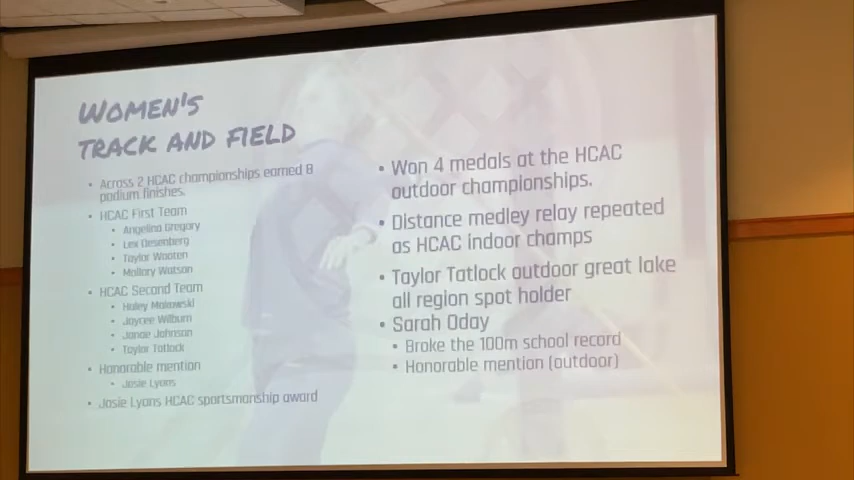 WOMEN'S
TRACK AND FIELD
• Across 2 HCAC championships earned 8
podium finishes.
• HCAC First Team
• Angelina Gregory
• Lex Desenberg
• Taylor Wooten
• Mallory Watson
• HCAC Second Team
• Haley Makowski
• Jaycee Wilburn
• Janae Johnson
• Taylor Tatlock
• Honorable mention
• Josie Lyons
• Josie Lyons HCAC sportsmanship award
• Won 4 medals at the HCAC
outdoor championships.
• Distance medley relay repeated
as HCAC indoor champs
• Taylor Tatlock outdoor great lake
all region spot holder
• Sarah Oday
• Broke the 100m school record
• Honorable mention (outdoor)